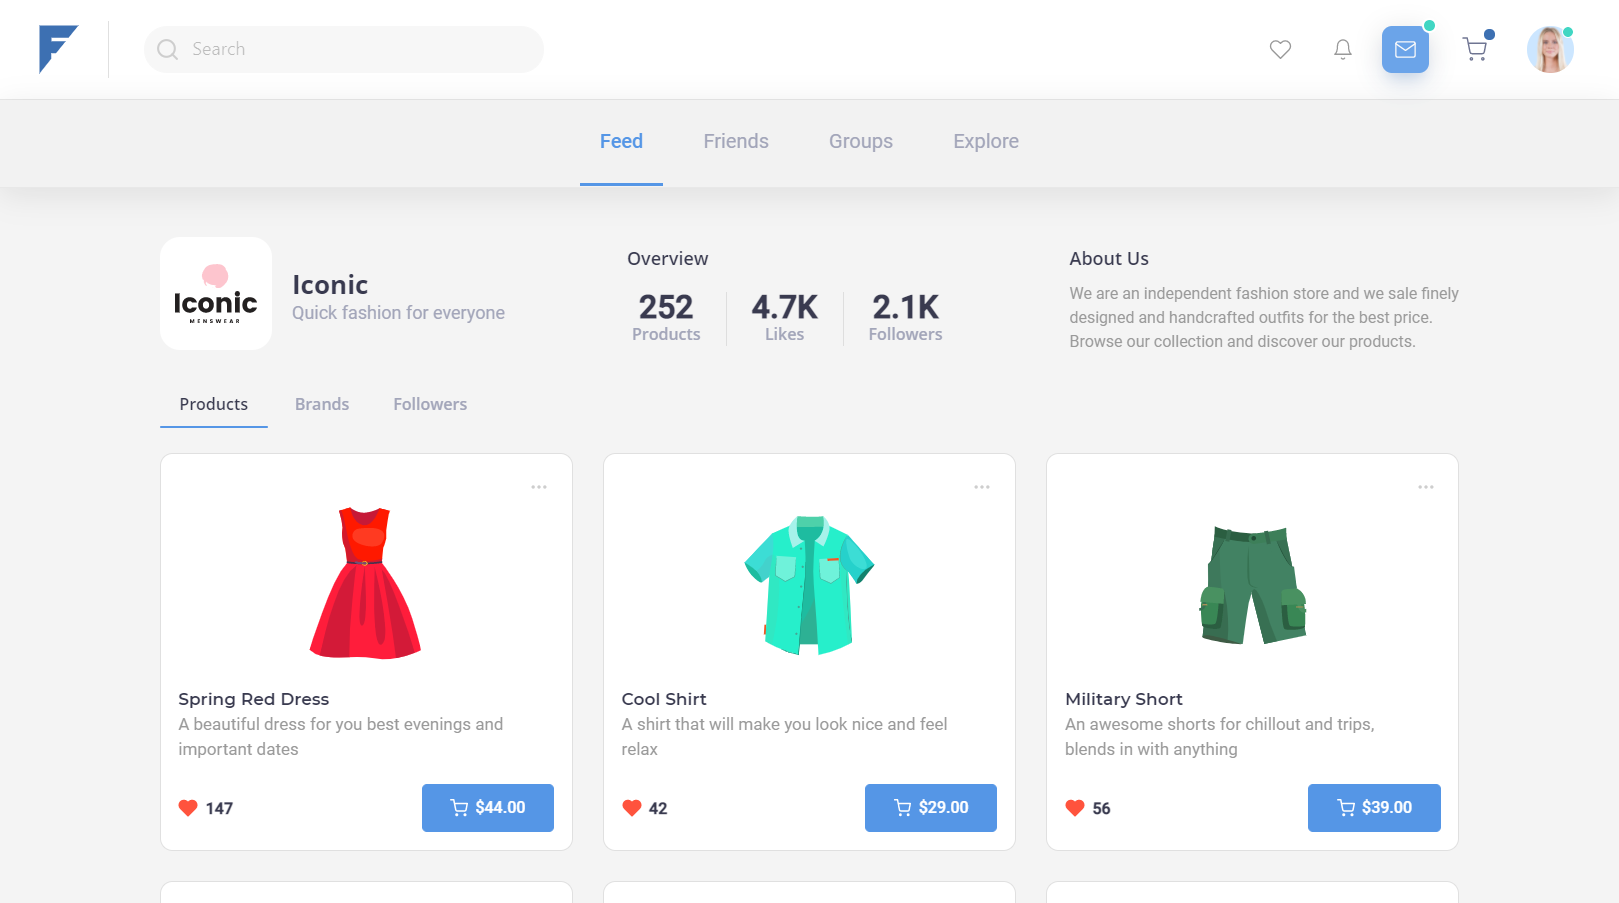 Search
Feed
Friends
Groups
Explore
Iconic
MENSWEAR
Iconic
Quick fashion for everyone
Overview
252
Products
4.7K
Likes
2.1K
Followers
About Us
We are an independent fashion store and we sale finely
designed and handcrafted outfits for the best price.
Browse our collection and discover our products.
Products
Brands
Followers
Spring Red Dress
A beautiful dress for you best evenings and
important dates
147
$44.00
Cool Shirt
A shirt that will make you look nice and feel
relax
42
$29.00
Military Short
An awesome shorts for chillout and trips,
blends in with anything
56
$39.00